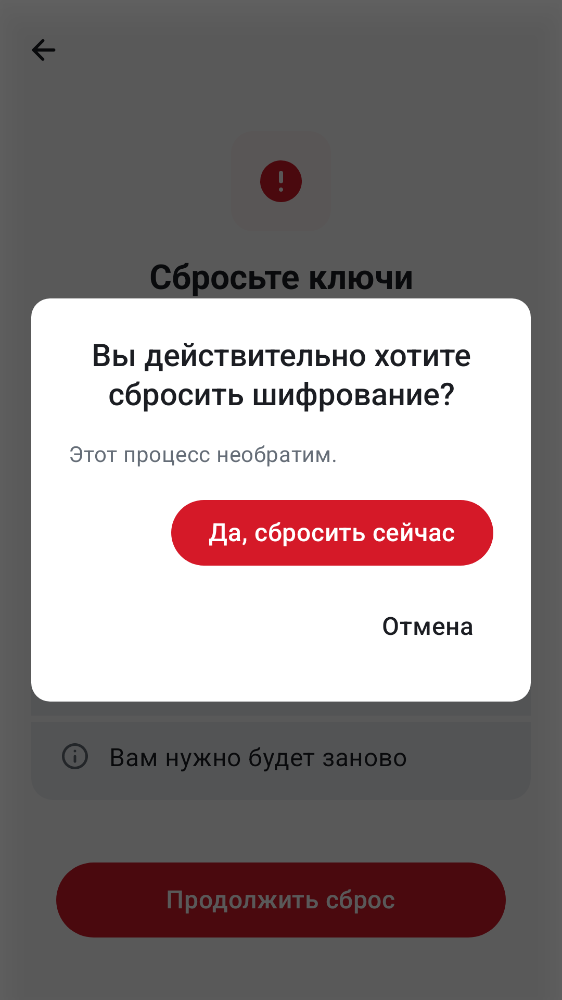 Сбросьте ключи
Вы действительно хотите
сбросить шифрование?
Этот процесс необратим.
Да, сбросить сейчас
Отмена
Вам нужно будет заново
Продолжить сброс